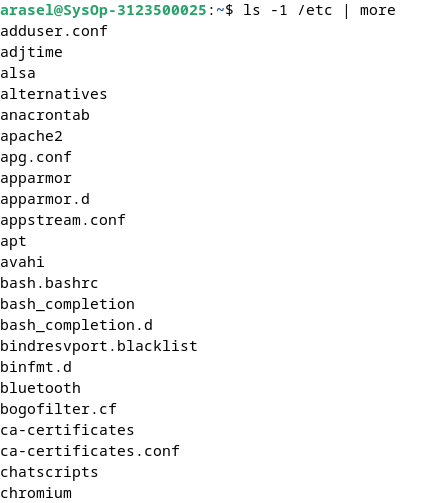 arasel@SysOp-3123500025:~$ ls -1 /etc | more
adduser.conf
adjtime
alsa
alternatives
anacrontab
apache2
apg.conf
apparmor
apparmor.d
appstream.conf
apt
avahi
bash.bashrc
bash_completion
bash_completion.d
bindresvport.blacklist
binfmt.d
bluetooth
bogofilter.cf
ca-certificates
ca-certificates.conf
chatscripts
chromium